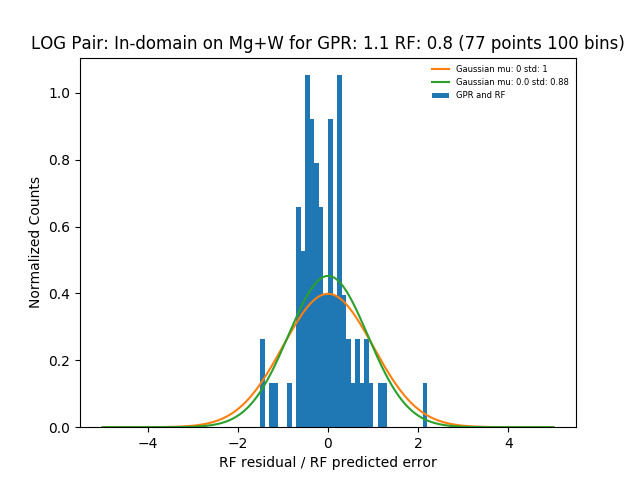 LOG Pair: In-domain on Mg+W for GPR: 1.1 RF: 0.8 (77 points 100 bins)
Gaussian mu: 0 std: 1
Gaussian mu: 0.0 std: 0.88
GPR and RF
Normalized Counts
1.0
0.8
0.6
0.4
0.2
0.0
−4 −2 0 2 4
RF residual / RF predicted error